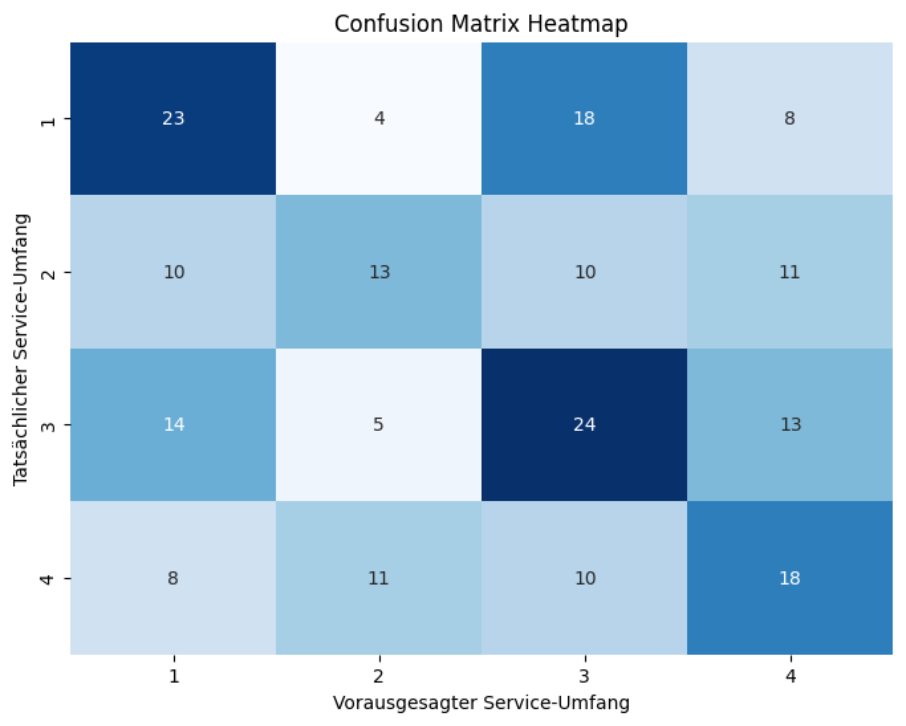 Confusion Matrix Heatmap
Tatsächlicher Service-Umfang
1 23 4 18 8
2 10 13 10 11
3 14 5 24 13
4 8 11 10 18
1 2 3 4
Vorausgesagter Service-Umfang